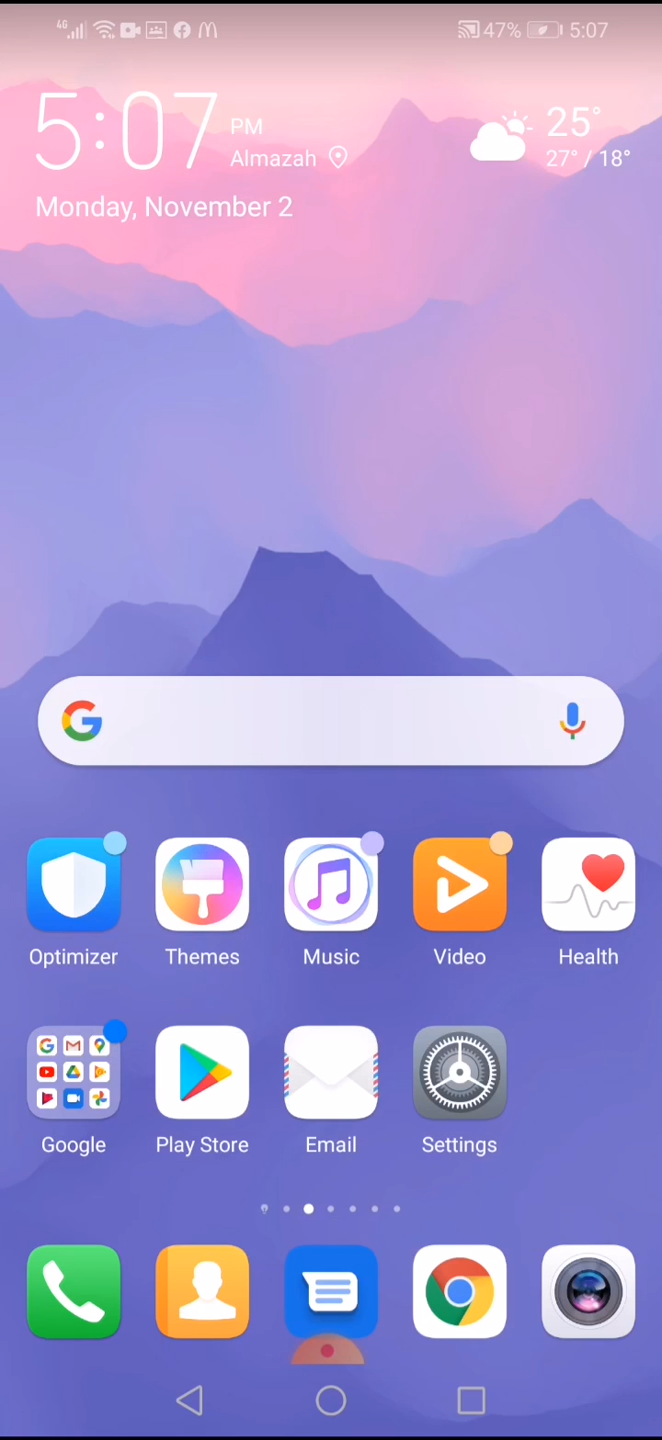 4G 47% 5:07
5:07 PM 25°
Almazah 27° / 18°
Monday, November 2
Optimizer Themes Music Video Health
Google Play Store Email Settings